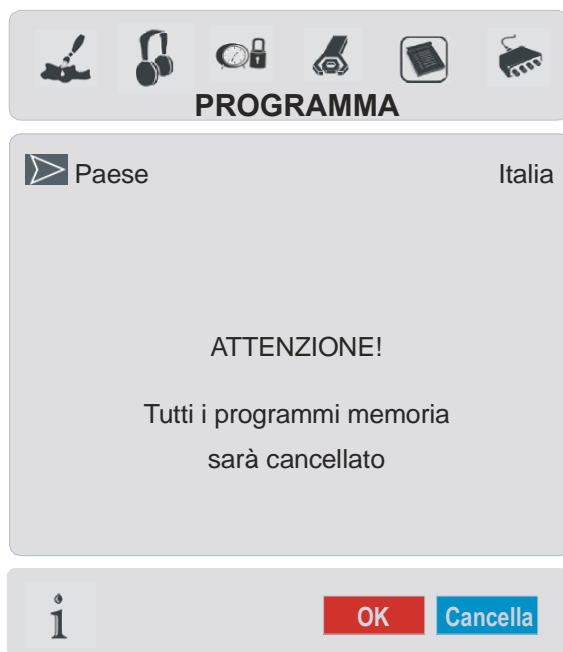 PROGRAMMA
Paese Italia
ATTENZIONE!
Tutti i programmi memoria
sarà cancellato
OK Cancella